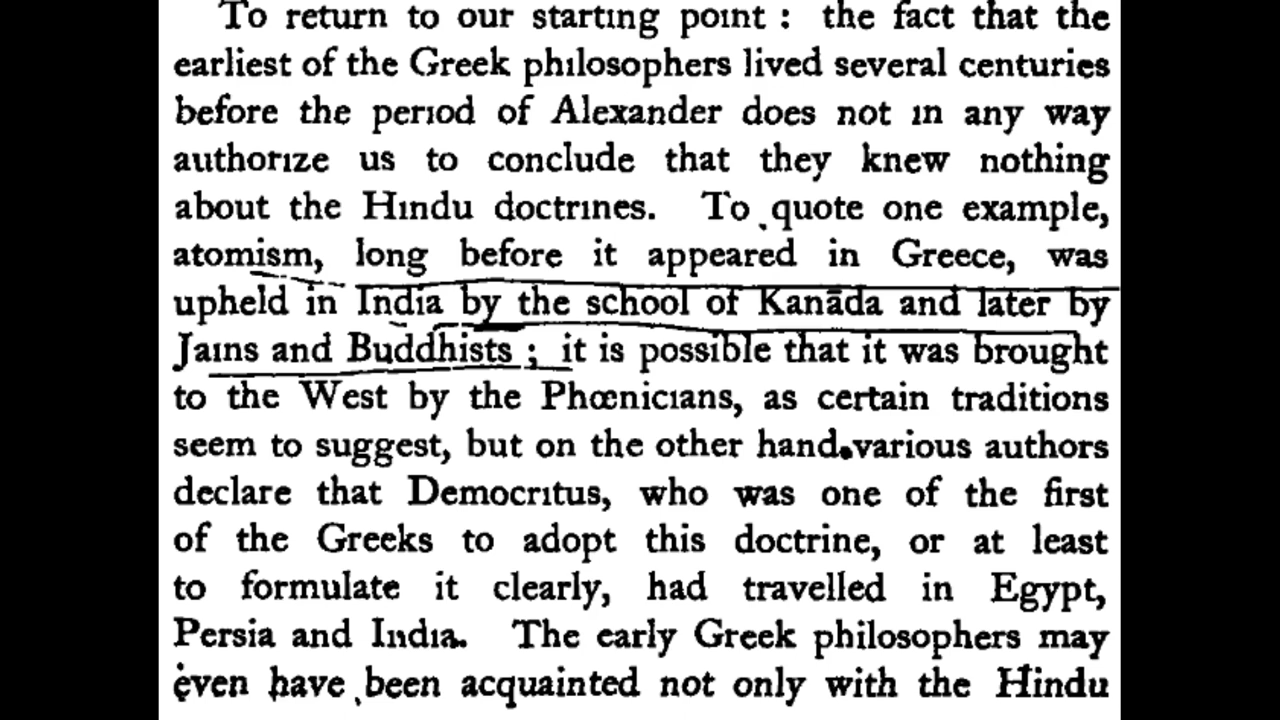 To return to our starting point : the fact that the
earliest of the Greek philosophers lived several centuries
before the period of Alexander does not in any way
authorize us to conclude that they knew nothing
about the Hindu doctrines. To quote one example,
atomism, long before it appeared in Greece, was
upheld in India by the school of Kanāda and later by
Jains and Buddhists ; it is possible that it was brought
to the West by the Phœnicians, as certain traditions
seem to suggest, but on the other hand various authors
declare that Democritus, who was one of the first
of the Greeks to adopt this doctrine, or at least
to formulate it clearly, had travelled in Egypt,
Persia and India. The early Greek philosophers may
even have been acquainted not only with the Hindu